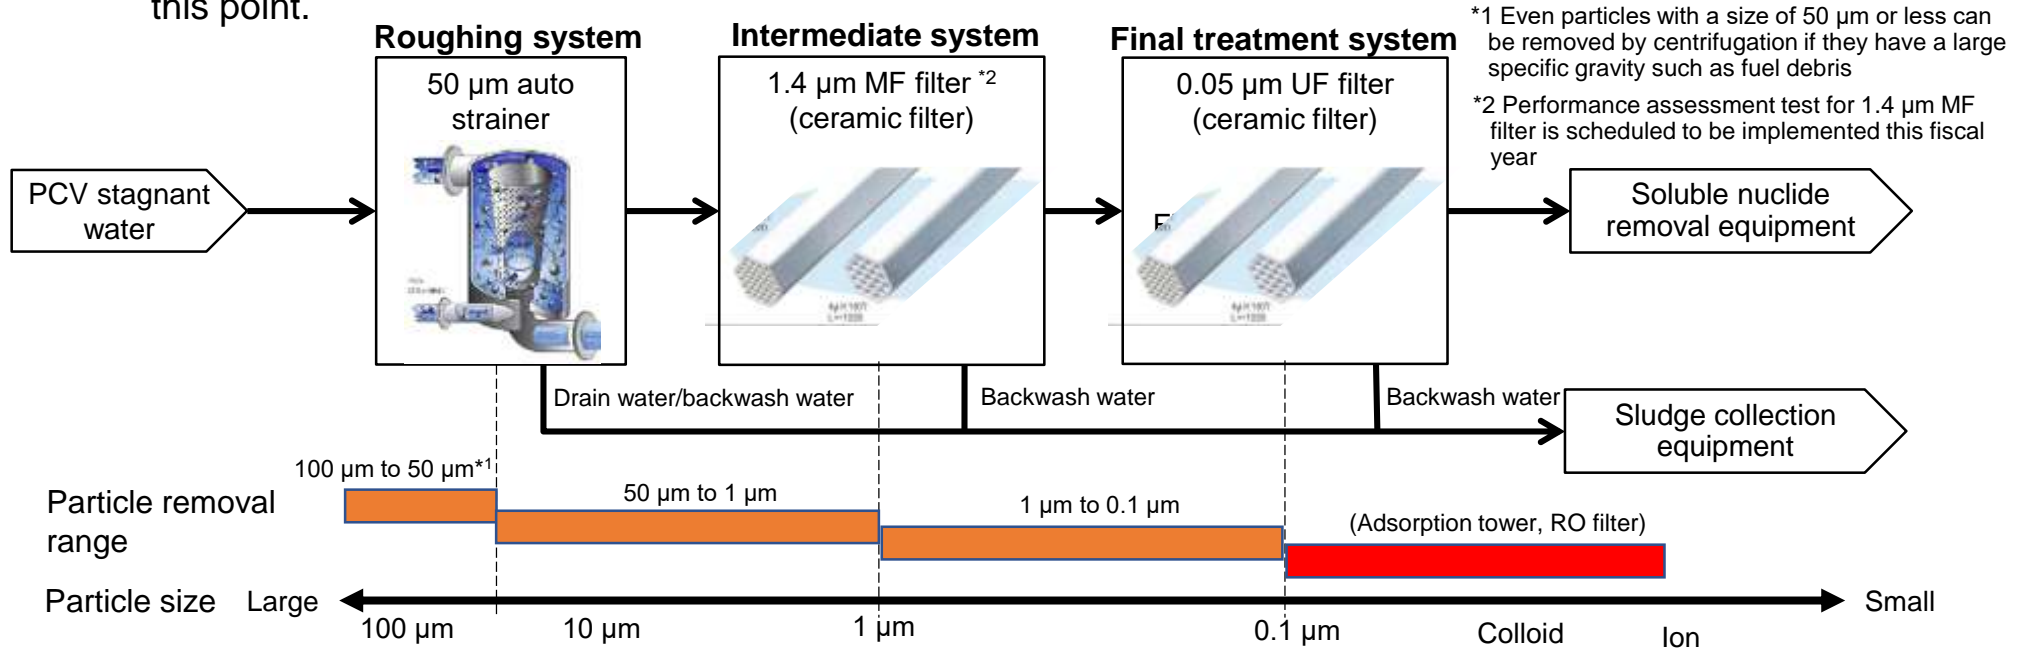 this point.
Roughing system
50 µm auto
strainer
Intermediate system
1.4 µm MF filter *2
(ceramic filter)
Final treatment system
0.05 µm UF filter
(ceramic filter)
*1 Even particles with a size of 50 µm or less can
be removed by centrifugation if they have a large
specific gravity such as fuel debris
*2 Performance assessment test for 1.4 µm MF
filter is scheduled to be implemented this fiscal
year
PCV stagnant
water
Soluble nuclide
removal equipment
Drain water/backwash water
Backwash water
Backwash water
Sludge collection
equipment
Particle removal
range
100 µm to 50 µm*1
50 µm to 1 µm
1 µm to 0.1 µm
(Adsorption tower, RO filter)
Particle size
Large
Small
100 µm
10 µm
1 µm
0.1 µm
Colloid
Ion